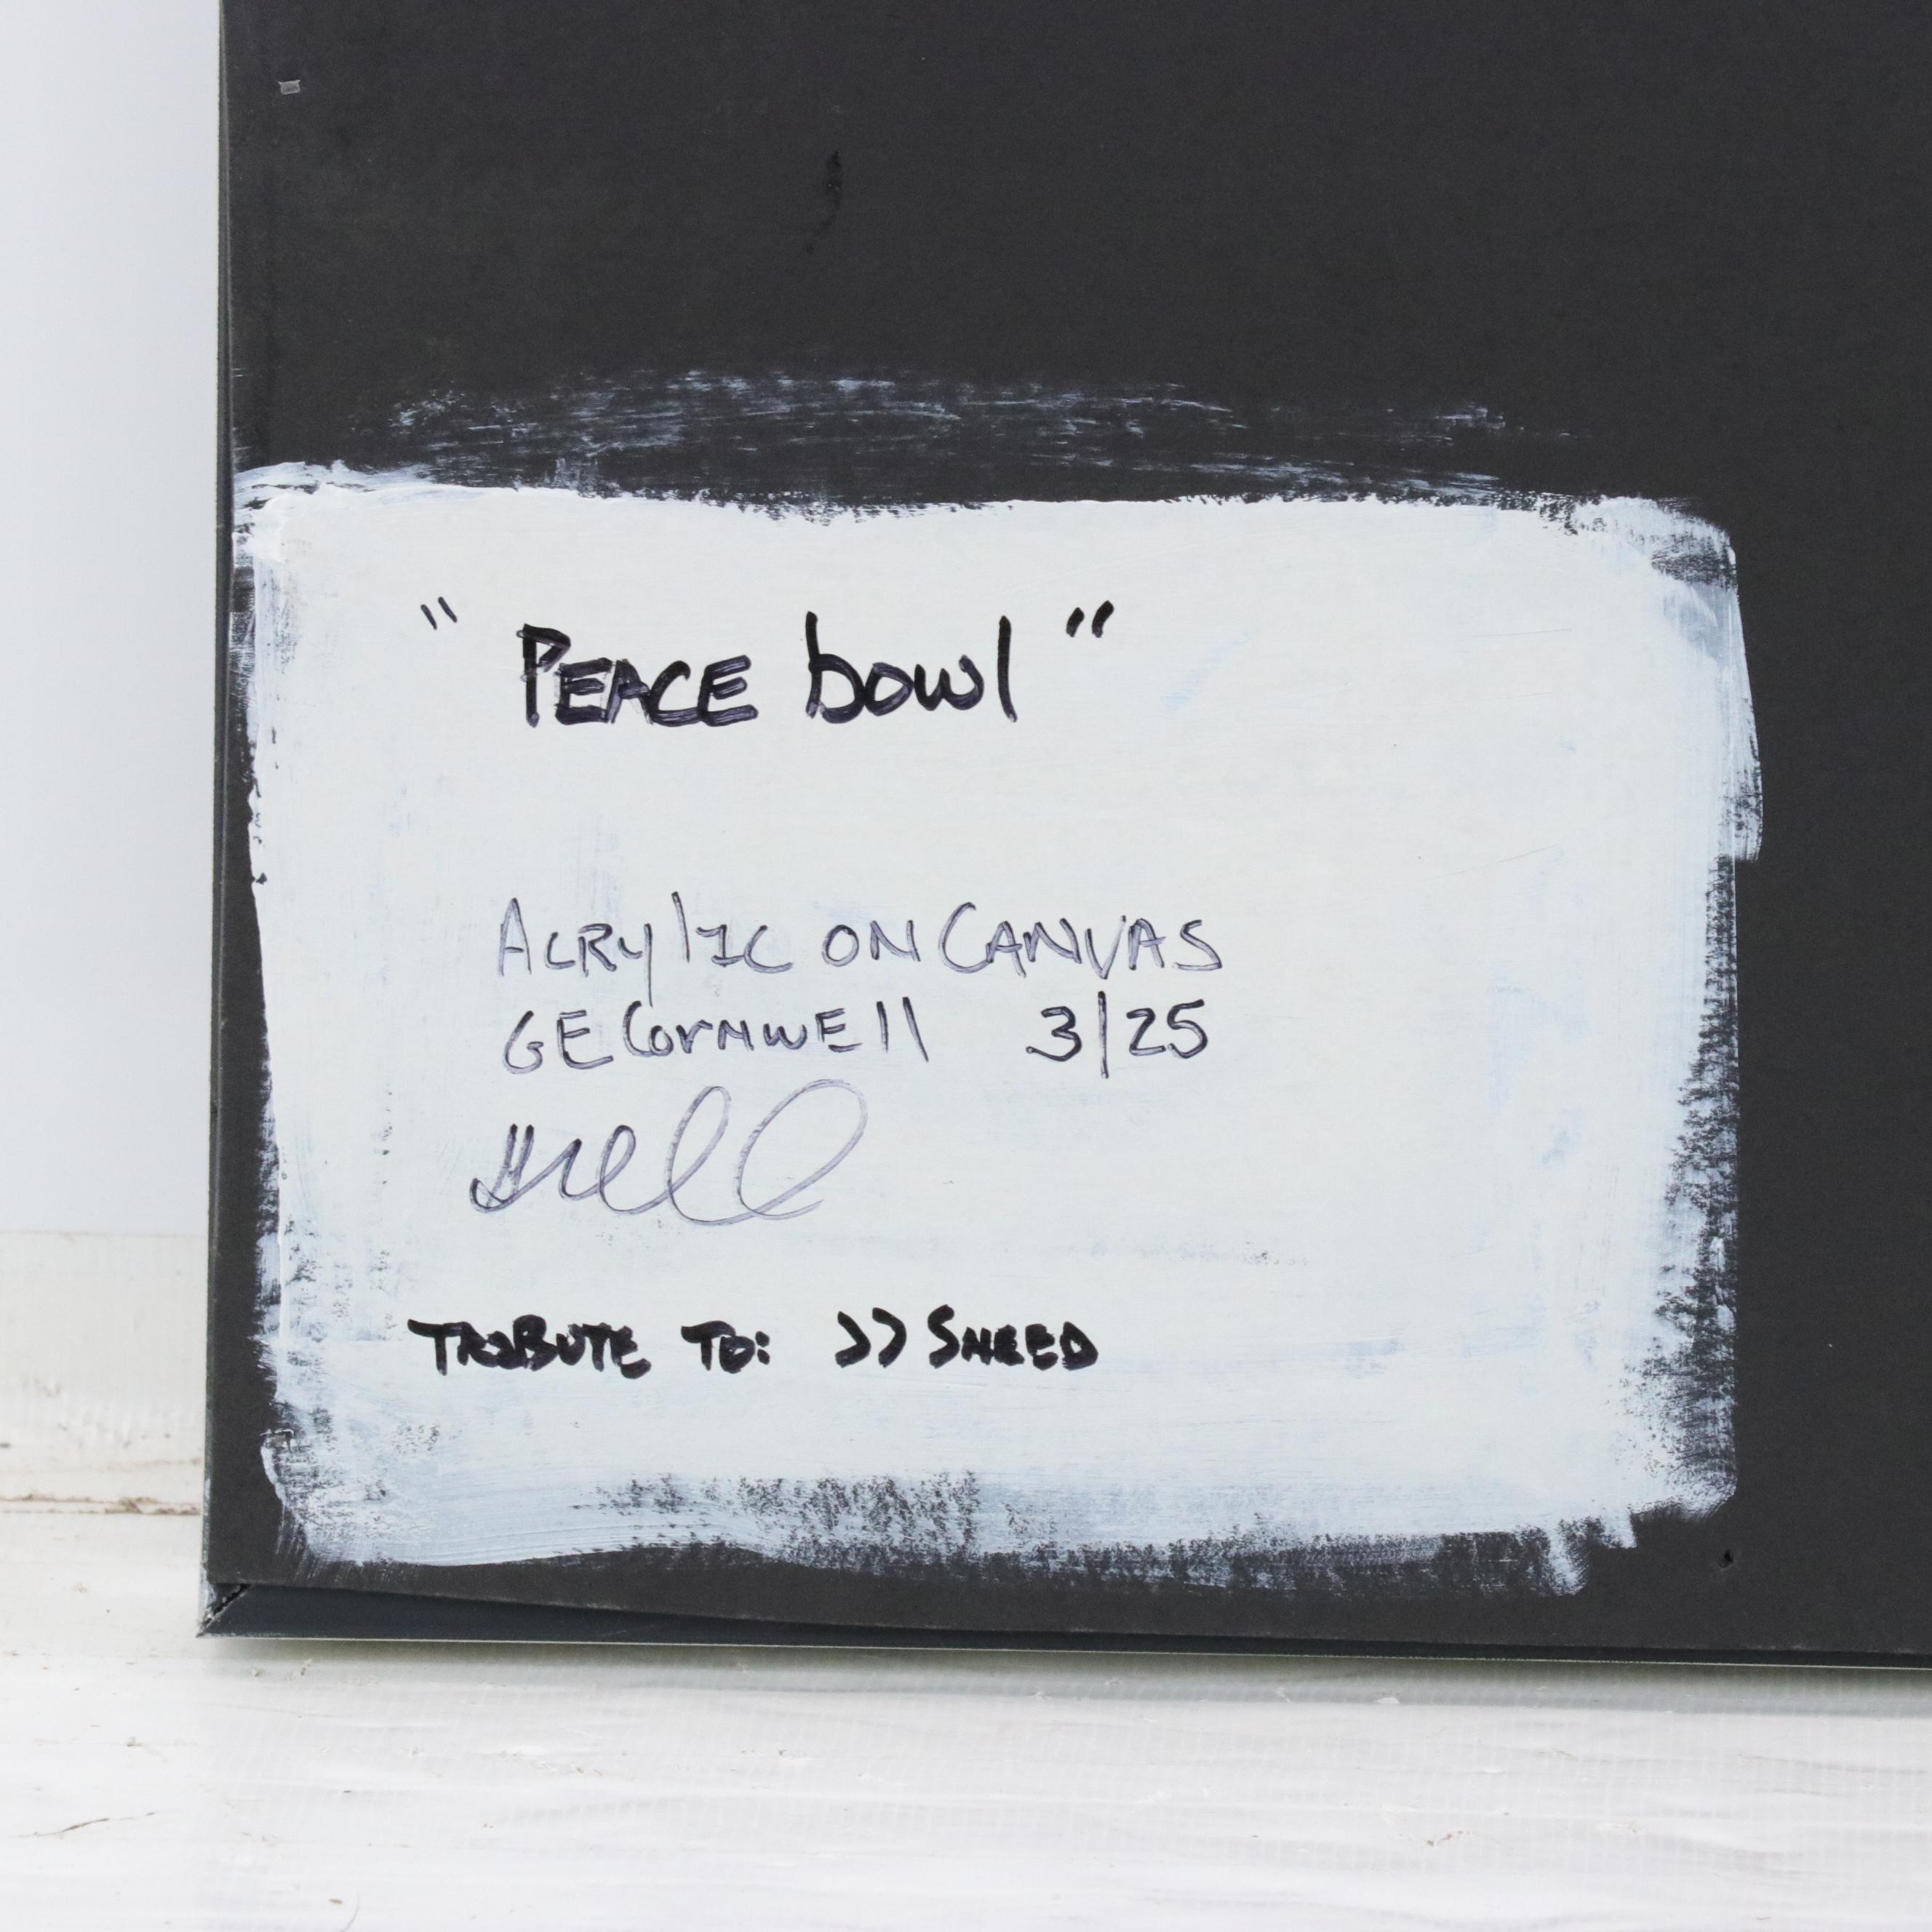 "Peace bowl"
Acrylic on Canvas
GE Cornwell 3/25
Tribute To: JJ Sneed